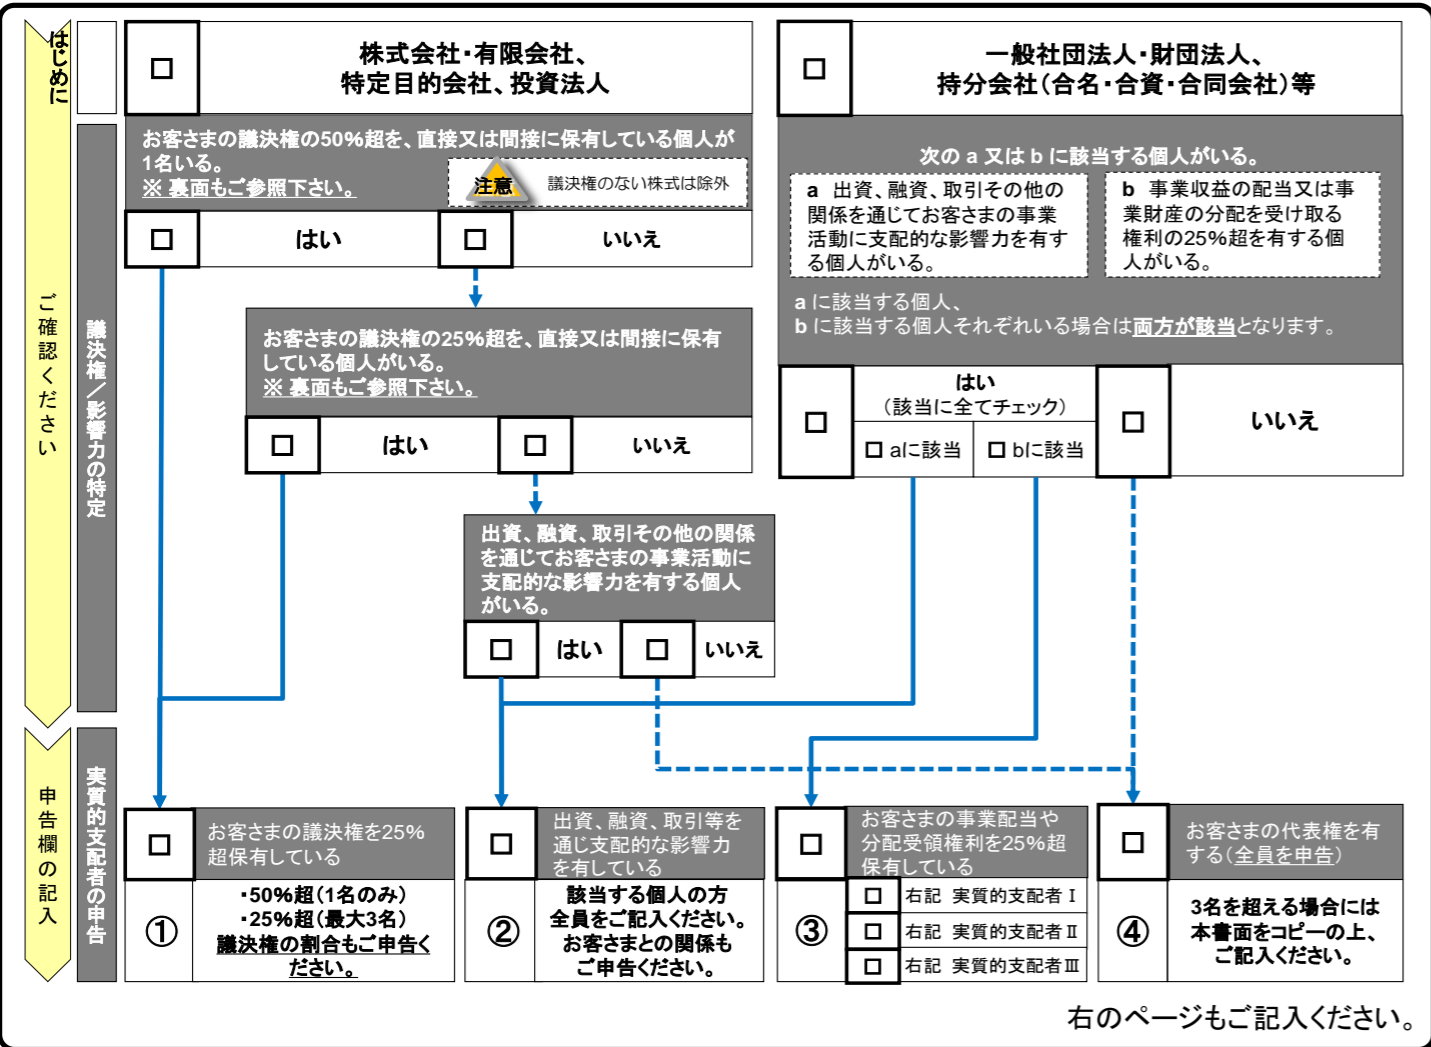 はじめに
株式会社・有限会社、
特定目的会社、投資法人
一般社団法人・財団法人、
持分会社（合名・合資・合同会社）等
ご確認ください
議決権／影響力の特定
お客さまの議決権の50%超を、直接又は間接に保有している個人が
1名いる。
※ 裏面もご参照下さい。
注意
議決権のない株式は除外
はい
いいえ
お客さまの議決権の25%超を、直接又は間接に保有
している個人がいる。
※ 裏面もご参照下さい。
はい
いいえ
出資、融資、取引その他の関係
を通じてお客さまの事業活動に
支配的な影響力を有する個人
がいる。
はい
いいえ
次の a 又は b に該当する個人がいる。
a 出資、融資、取引その他の
関係を通じてお客さまの事業
活動に支配的な影響力を有す
る個人がいる。
b 事業収益の配当又は事
業財産の分配を受け取る
権利の25%超を有する個
人がいる。
a に該当する個人、
b に該当する個人それぞれいる場合は両方が該当となります。
はい
（該当に全てチェック）
aに該当
bに該当
いいえ
申告欄の記入
実質的支配者の申告
お客さまの議決権を25%
超保有している
①
・50%超（1名のみ）
・25%超（最大3名）
議決権の割合もご申告く
ださい。
出資、融資、取引等を
通じ支配的な影響力
を有している
②
該当する個人の方
全員をご記入ください。
お客さまとの関係も
ご申告ください。
お客さまの事業配当や
分配受領権利を25%超
保有している
③
右記 実質的支配者Ⅰ
右記 実質的支配者Ⅱ
右記 実質的支配者Ⅲ
お客さまの代表権を有
する（全員を申告）
④
3名を超える場合には
本書面をコピーの上、
ご記入ください。
右のページもご記入ください。